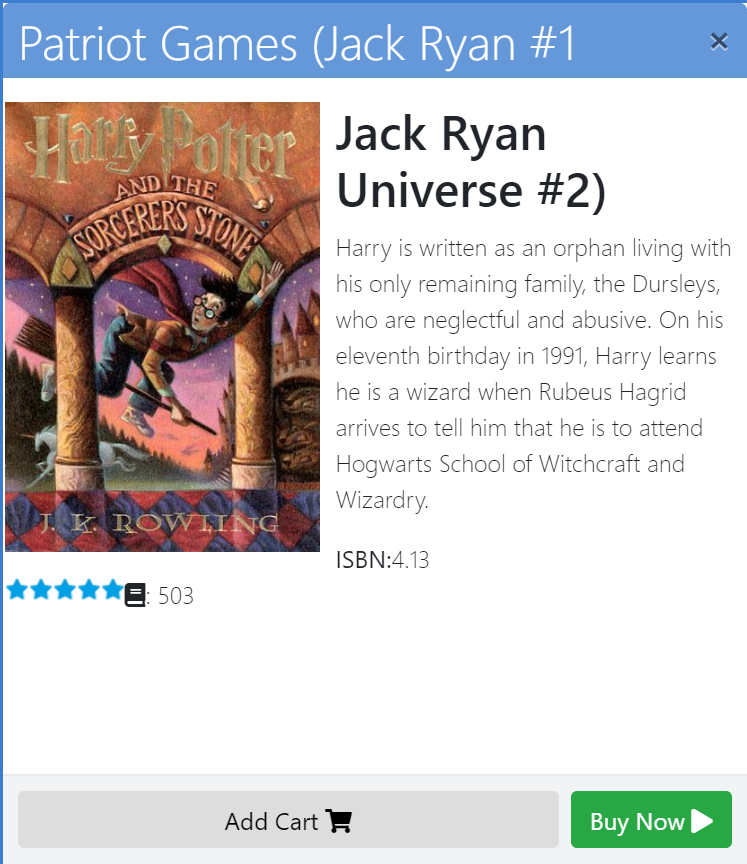 Patriot Games (Jack Ryan #1
×
Harry Potter
AND THE
SORCERERS STONE
J. K. ROWLING
Jack Ryan
Universe #2)
Harry is written as an orphan living with
his only remaining family, the Dursleys,
who are neglectful and abusive. On his
eleventh birthday in 1991, Harry learns
he is a wizard when Rubeus Hagrid
arrives to tell him that he is to attend
Hogwarts School of Witchcraft and
Wizardry.
ISBN:4.13
: 503
Add Cart
Buy Now